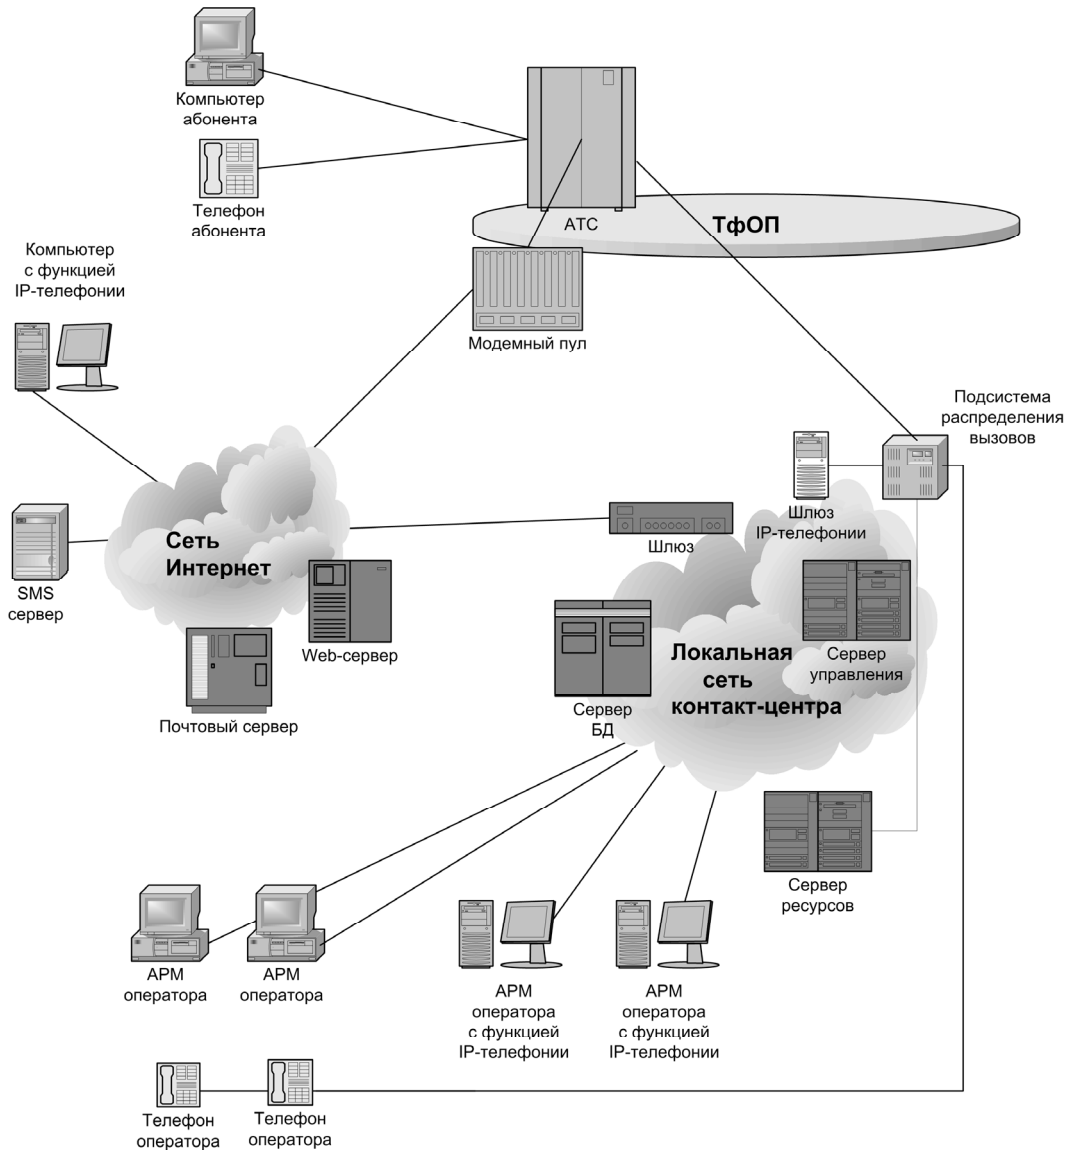 Компьютер
абонента
Телефон
абонента
АТС
ТфОП
Компьютер
с функцией
IP-телефонии
Модемный пул
Подсистема
распределения
вызовов
Шлюз
IP-телефонии
Шлюз
Сеть
Интернет
SMS
сервер
Web-сервер
Почтовый сервер
Сервер
БД
Локальная
сеть
контакт-центра
Сервер
управления
Сервер
ресурсов
АРМ
оператора
АРМ
оператора
АРМ
оператора
с функцией
IP-телефонии
АРМ
оператора
с функцией
IP-телефонии
Телефон
оператора
Телефон
оператора